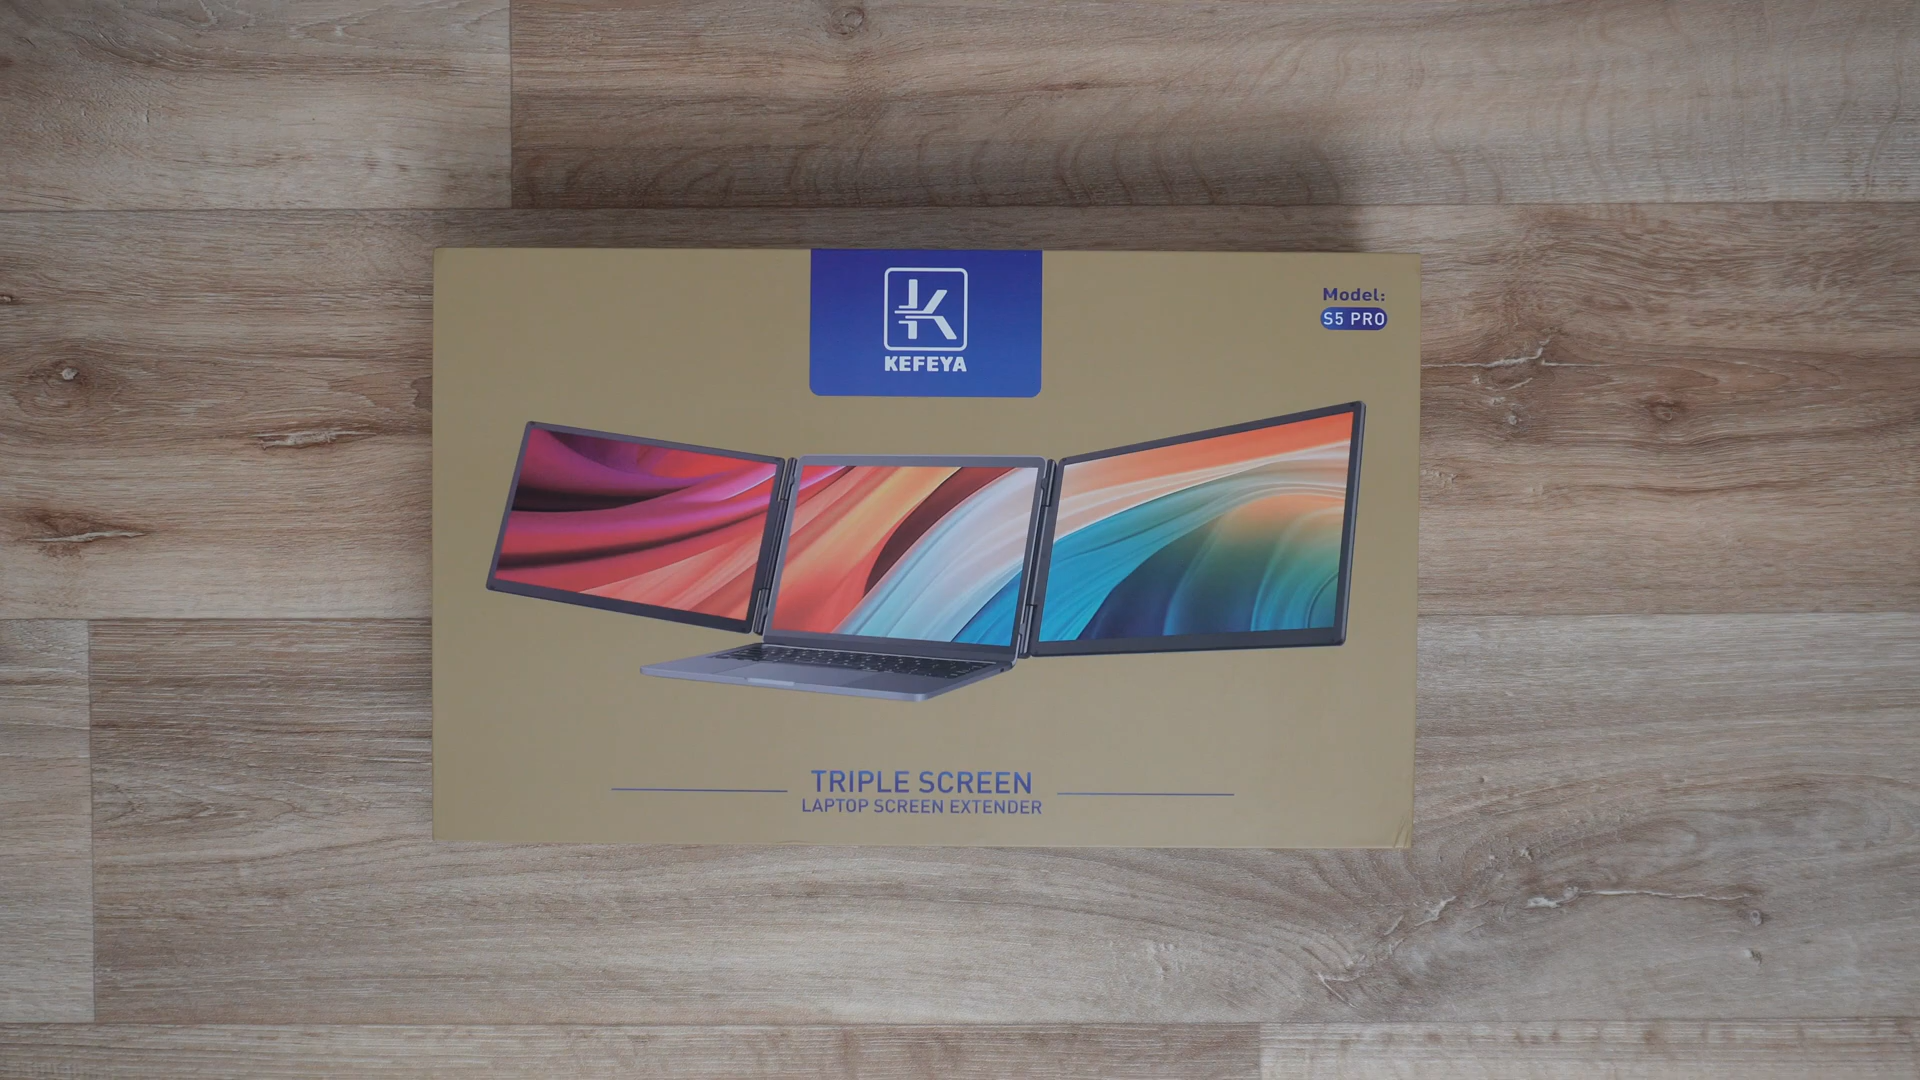 KEFEYA
Model:
S5 PRO
TRIPLE SCREEN
LAPTOP SCREEN EXTENDER